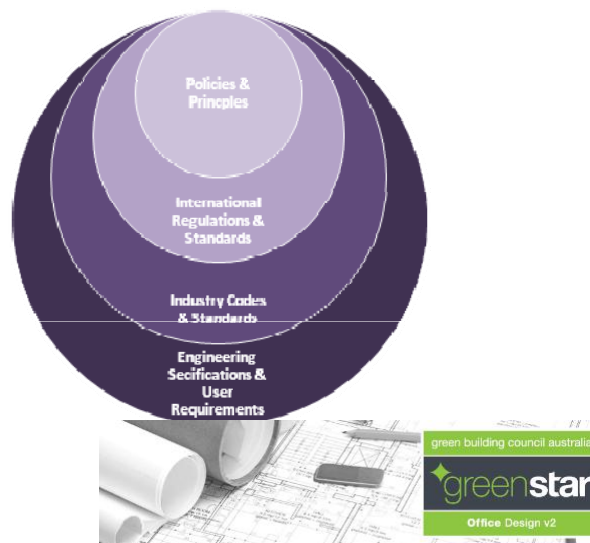 Policies &
Princples
International
Regulations &
Standards
Industry Codes
& Standards
Engineering
Secifications &
User
Requirements
green building council australia
greenstar
Office Design v2